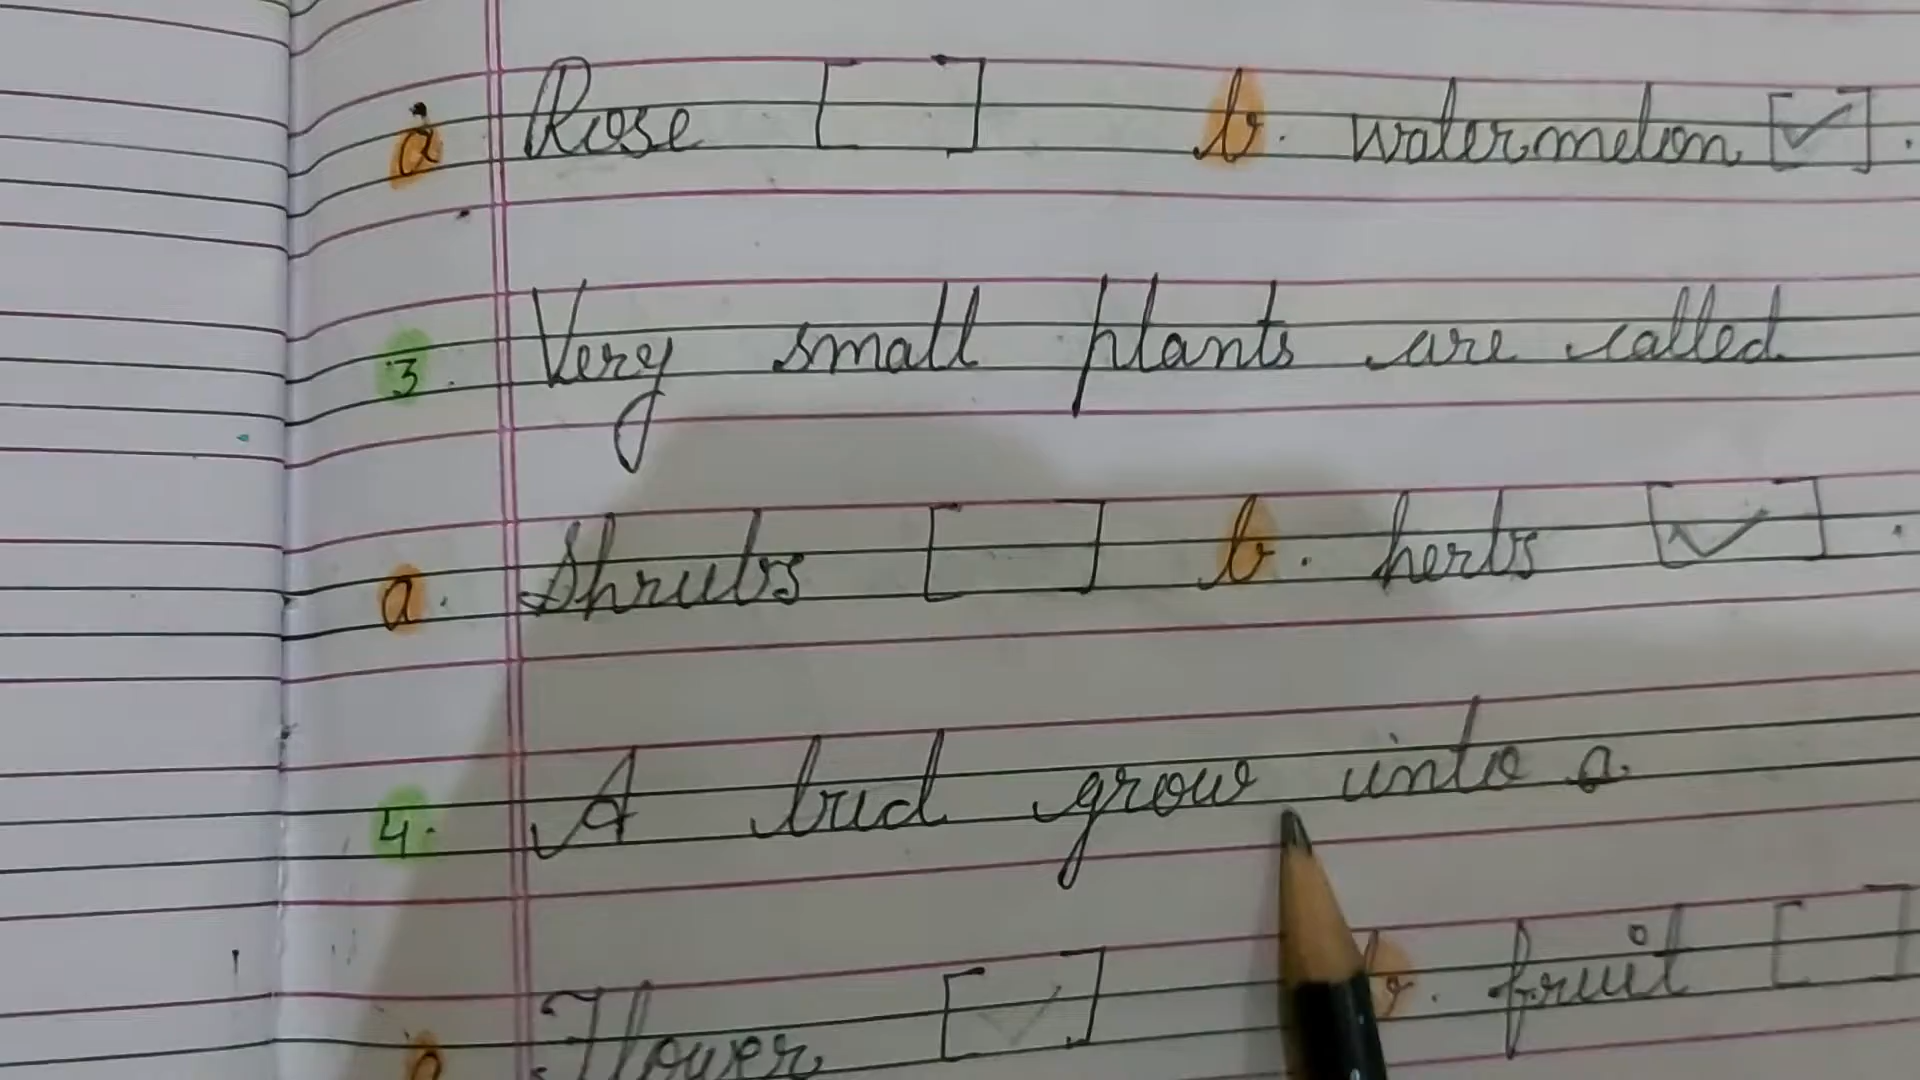 a Rose [ ] b. watermelon [✓].
3. Very small plants are called
a. Shrubs [ ] b. herbs [✓].
4. A bud grow into a.
a Flower [✓] b. fruit [ ]